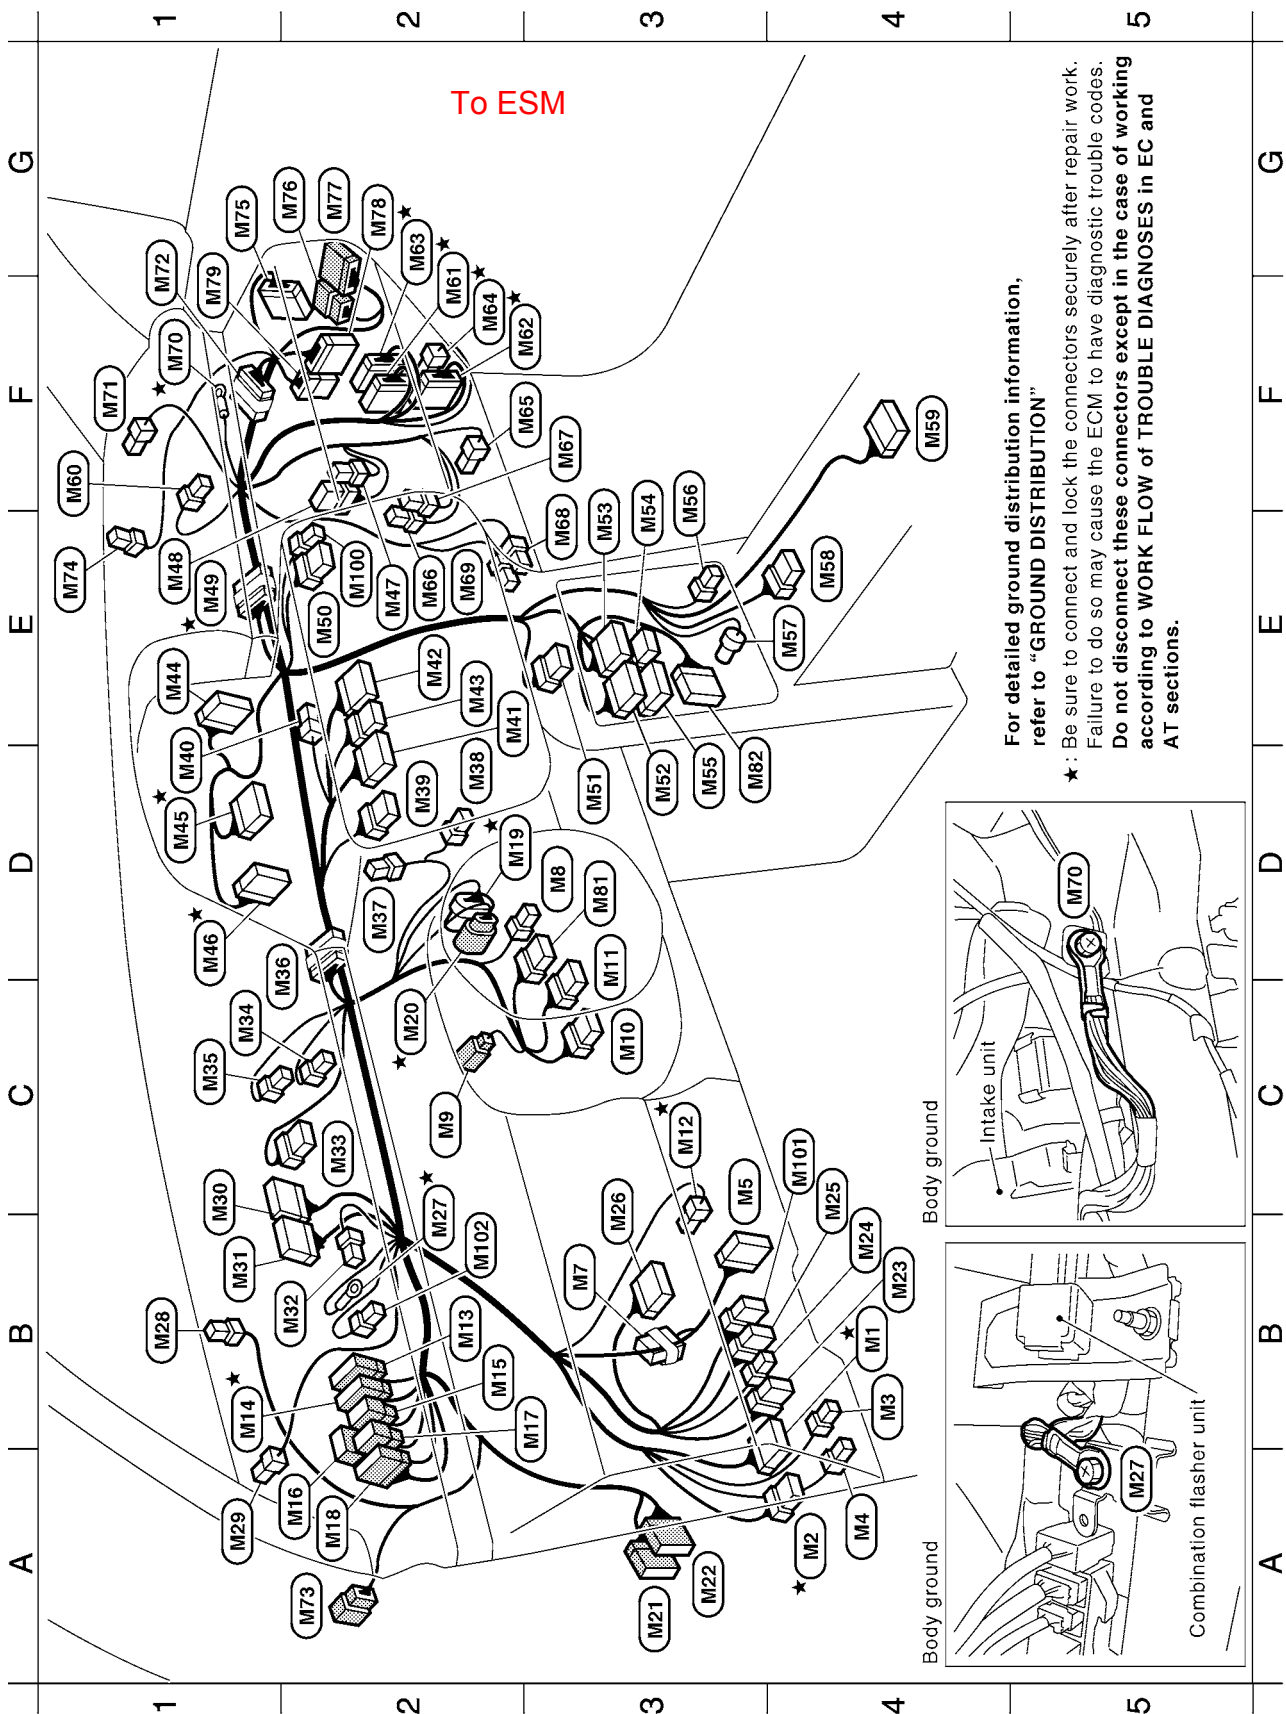 To ESM
G
F
E
D
C
B
A
1
2
3
4
5
M71
M70
M72
M79
M75
M76
M77
M78
★
M63
★
M61
★
M64
★
M62
★
M65
M67
M60
M74
M48
M49
★
M50
M100
M47
M66
M69
M68
M53
M54
M56
M59
M58
M57
M44
M40
M45
★
M42
M43
M41
M38
M39
M51
M52
M55
M82
M46
★
M36
M37
M19
★
M8
M81
M11
M10
M20
★
M34
M35
M9
M33
M12
★
M30
M31
M27
★
M102
M32
M26
M7
M5
M101
M25
M24
M23
M1
★
M3
M28
M13
M14
★
M15
M17
M29
M16
M18
M4
M2
★
M73
M21
M22
For detailed ground distribution information,
refer to “GROUND DISTRIBUTION”
★: Be sure to connect and lock the connectors securely after repair work.
Failure to do so may cause the ECM to have diagnostic trouble codes.
Do not disconnect these connectors except in the case of working
according to WORK FLOW of TROUBLE DIAGNOSES in EC and
AT sections.
Body ground
M27
Combination flasher unit
Body ground
Intake unit
M70
1
2
3
4
5
A
B
C
D
E
F
G